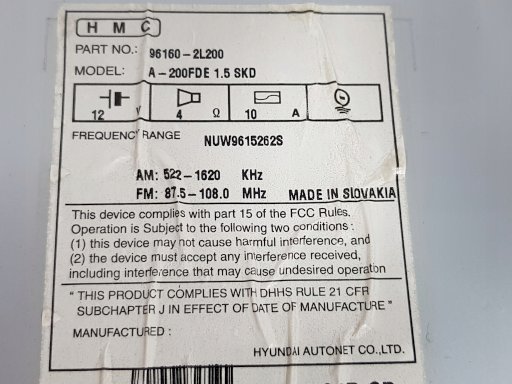 H M C
PART NO.: 96160-2L200
MODEL: A-200FDE 1.5 SKD
12 V 4 Ω 10 A
FREQUENCY RANGE NUW9615262S
AM: 522-1620 KHz
FM: 87.5-108.0 MHz MADE IN SLOVAKIA
This device complies with part 15 of the FCC Rules.
Operation is Subject to the following two conditions :
(1) this device may not cause harmful interference, and
(2) the device must accept any interference received,
including interference that may cause undesired operation
" THIS PRODUCT COMPLIES WITH DHHS RULE 21 CFR
SUBCHAPTER J IN EFFECT OF DATE OF MANUFACTURE "
MANUFACTURED :
HYUNDAI AUTONET CO.,LTD.